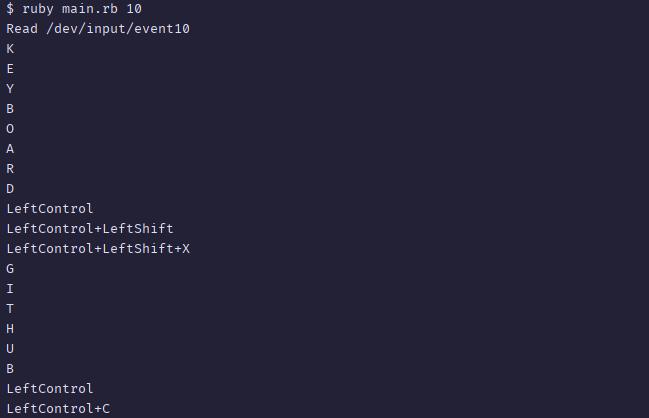 $ ruby main.rb 10
Read /dev/input/event10
K
E
Y
B
O
A
R
D
LeftControl
LeftControl+LeftShift
LeftControl+LeftShift+X
G
I
T
H
U
B
LeftControl
LeftControl+C